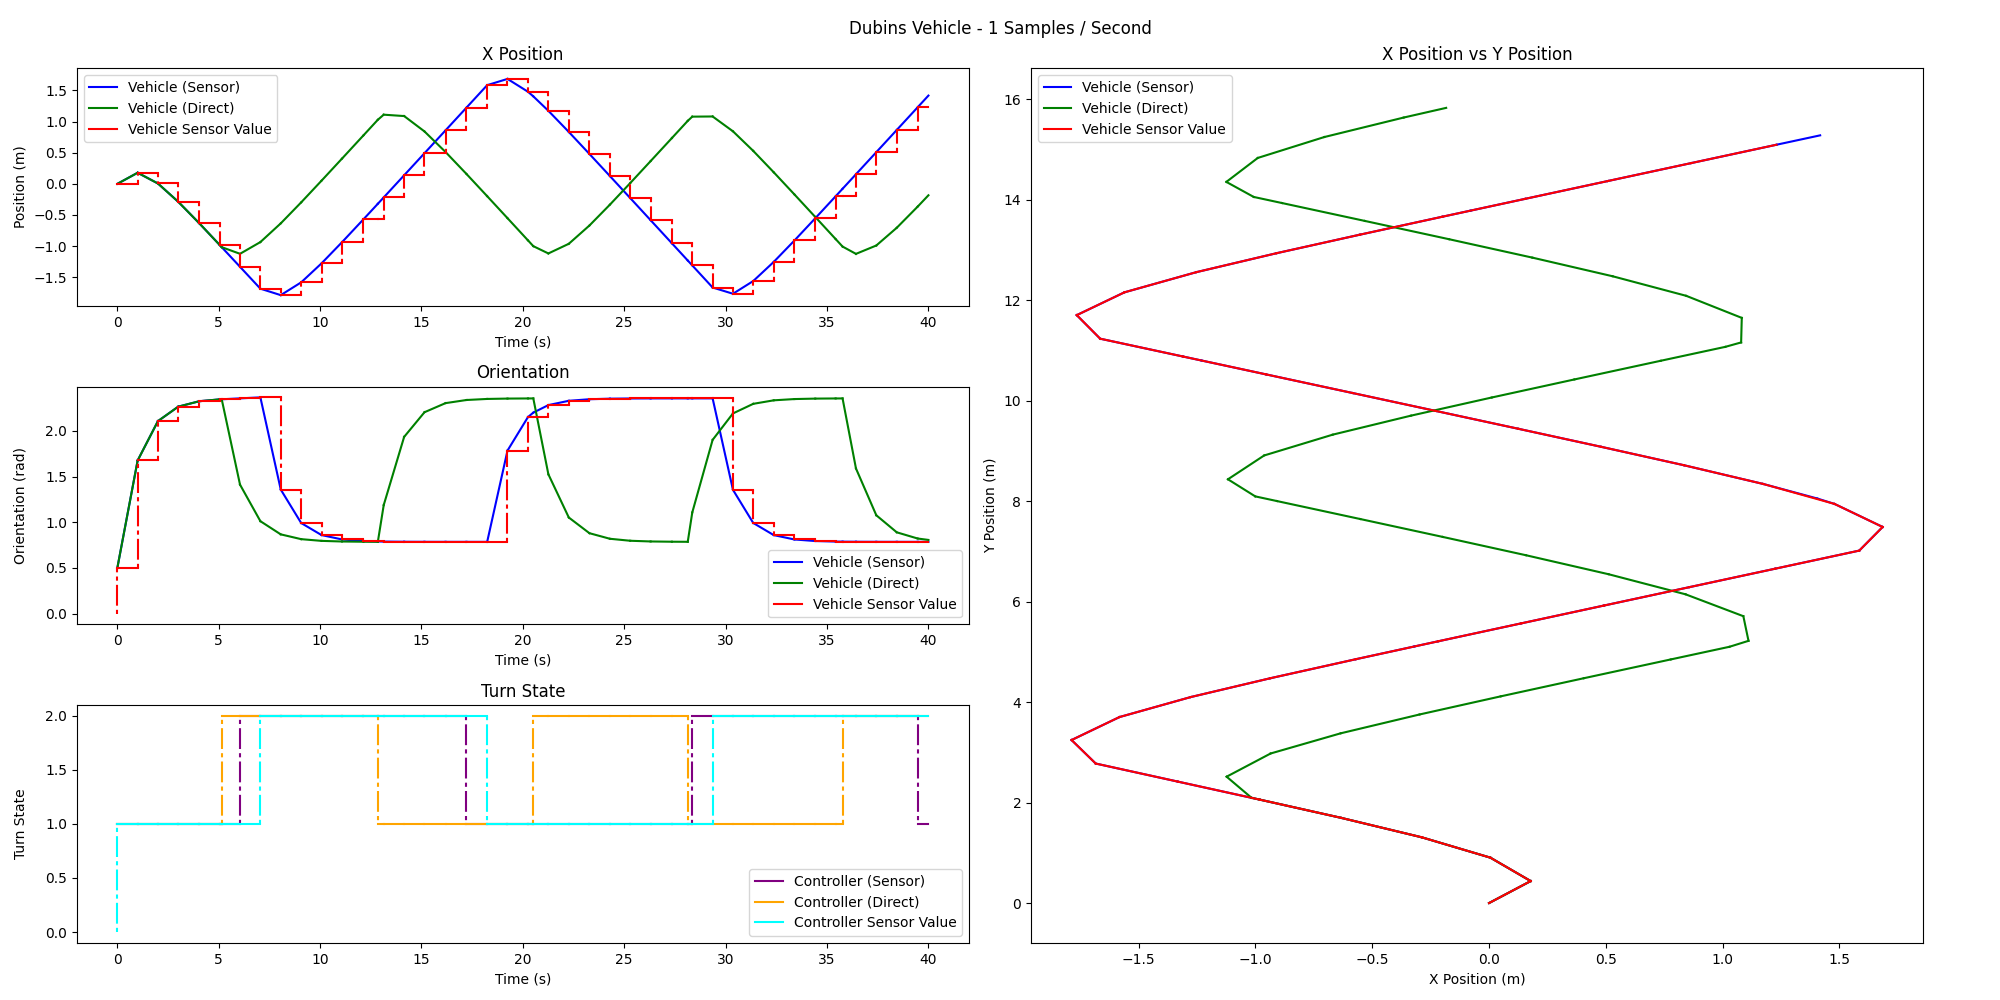 Dubins Vehicle - 1 Samples / Second
X Position
Vehicle (Sensor)
Vehicle (Direct)
Vehicle Sensor Value
Position (m)
1.5
1.0
0.5
0.0
−0.5
−1.0
−1.5
0 5 10 15 20 25 30 35 40
Time (s)
Orientation
Orientation (rad)
2.0
1.5
1.0
0.5
0.0
Vehicle (Sensor)
Vehicle (Direct)
Vehicle Sensor Value
0 5 10 15 20 25 30 35 40
Time (s)
Turn State
Turn State
2.0
1.5
1.0
0.5
0.0
Controller (Sensor)
Controller (Direct)
Controller Sensor Value
0 5 10 15 20 25 30 35 40
Time (s)
X Position vs Y Position
Vehicle (Sensor)
Vehicle (Direct)
Vehicle Sensor Value
Y Position (m)
16
14
12
10
8
6
4
2
0
−1.5 −1.0 −0.5 0.0 0.5 1.0 1.5
X Position (m)